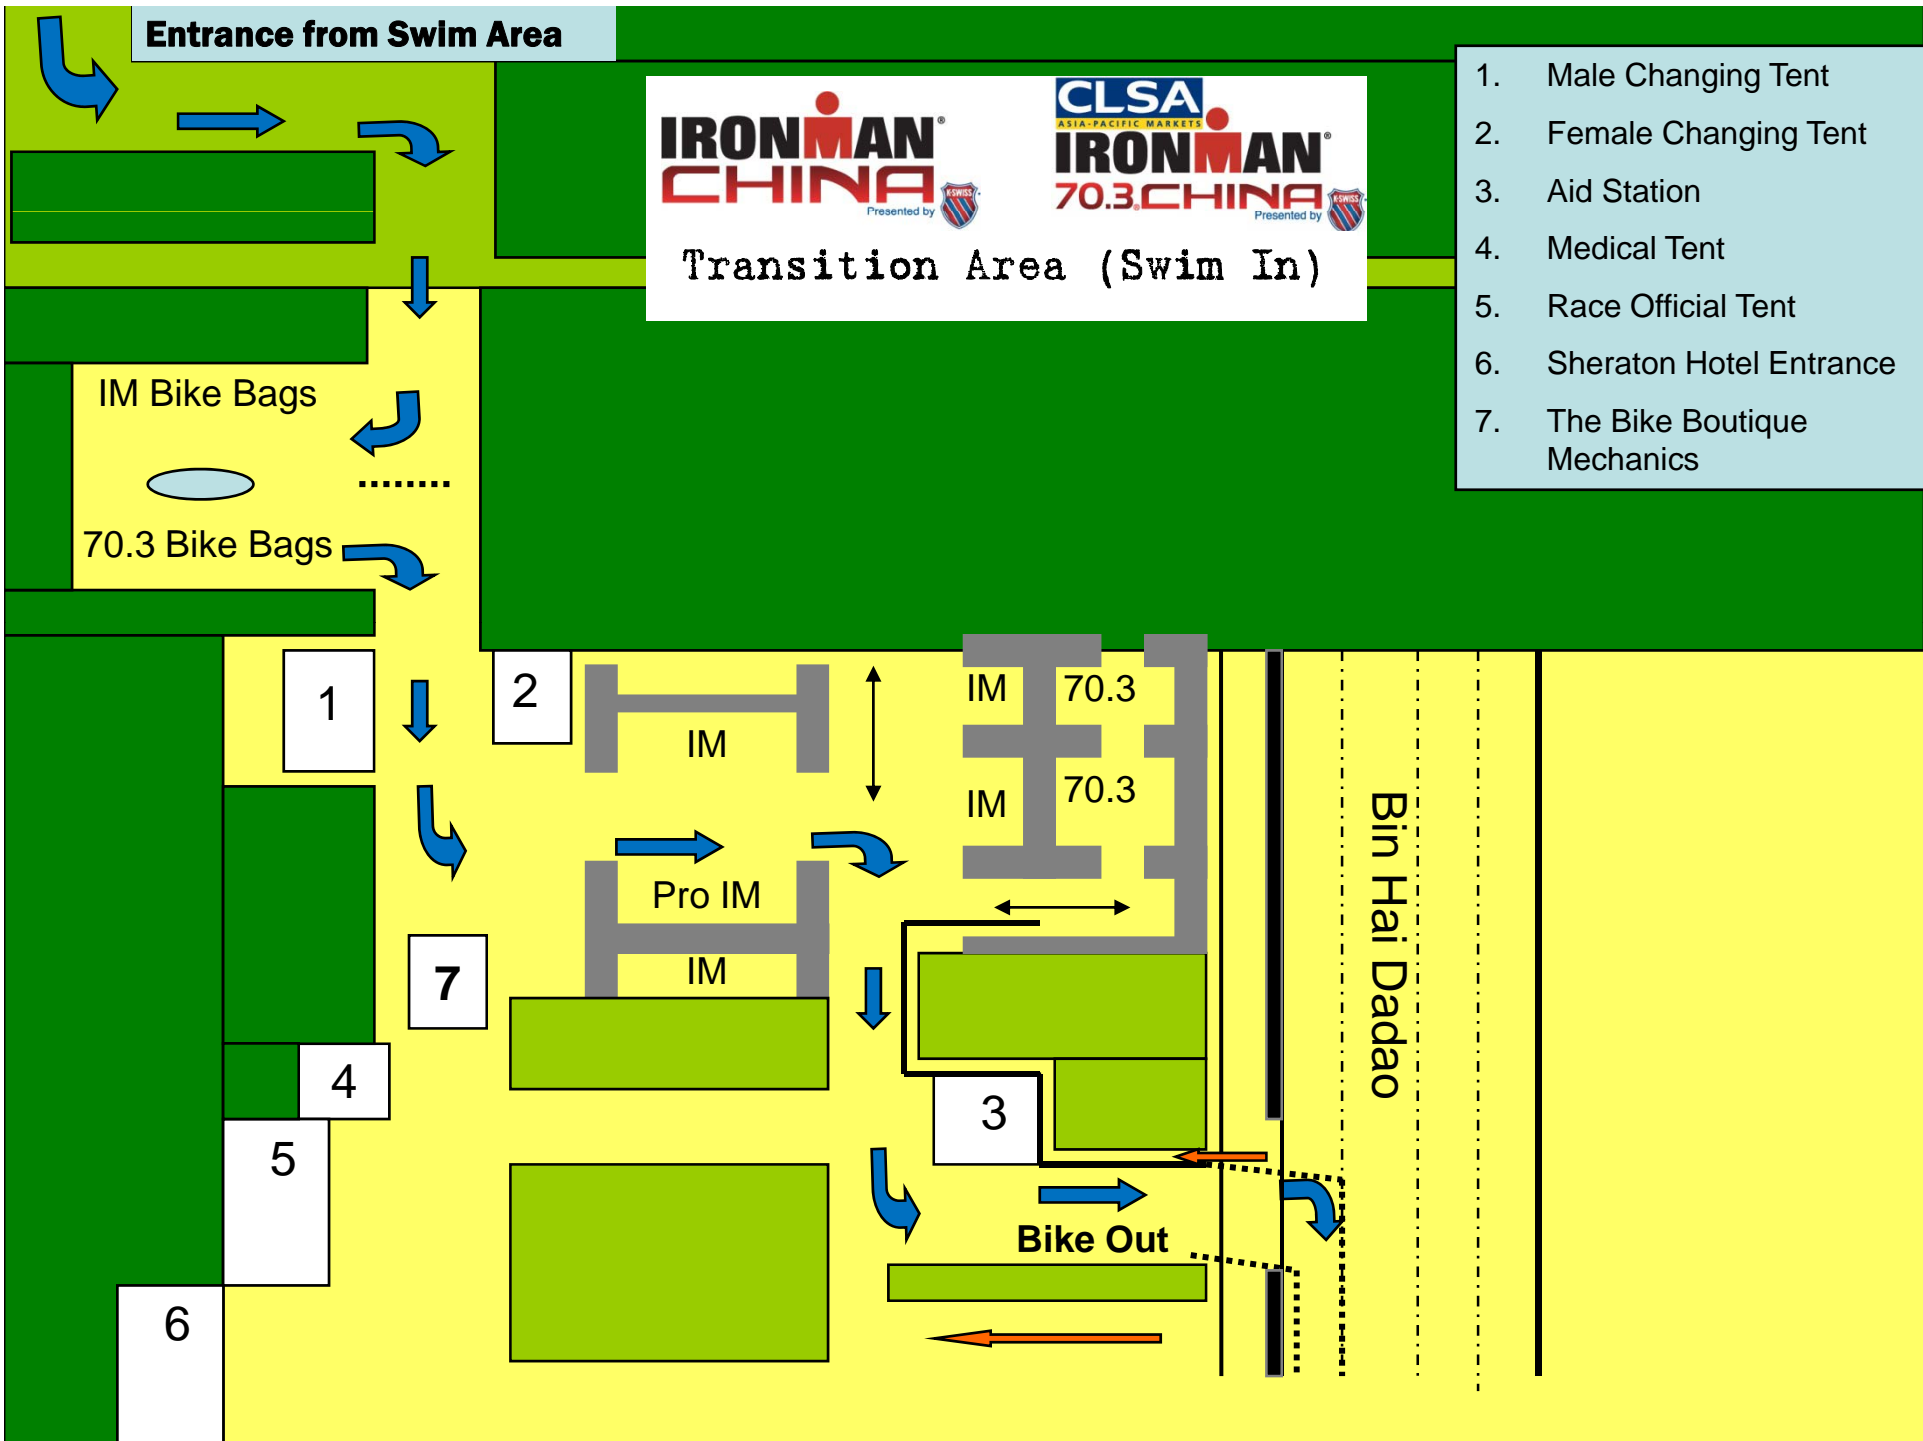 Entrance from Swim Area
IRONMAN®
CHINA
Presented by K·SWISS
CLSA
ASIA-PACIFIC MARKETS
IRONMAN®
70.3® CHINA
Presented by K·SWISS
Transition Area (Swim In)
1. Male Changing Tent
2. Female Changing Tent
3. Aid Station
4. Medical Tent
5. Race Official Tent
6. Sheraton Hotel Entrance
7. The Bike Boutique
Mechanics
IM Bike Bags
70.3 Bike Bags
1
2
IM
IM
70.3
IM
70.3
Pro IM
IM
7
4
5
6
3
Bike Out
Bin Hai Dadao